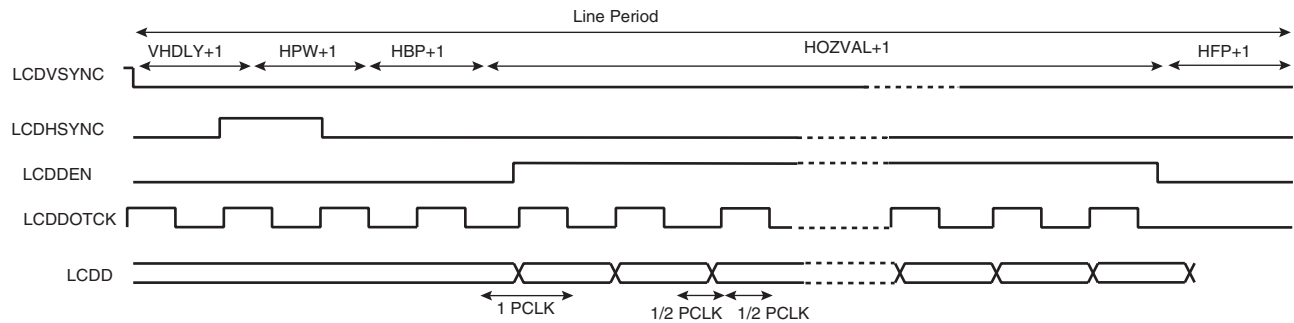 Line Period
VHDLY+1 HPW+1 HBP+1 HOZVAL+1 HFP+1
LCDVSYNC
LCDHSYNC
LCDDEN
LCDDOTCK
LCDD
1 PCLK 1/2 PCLK 1/2 PCLK